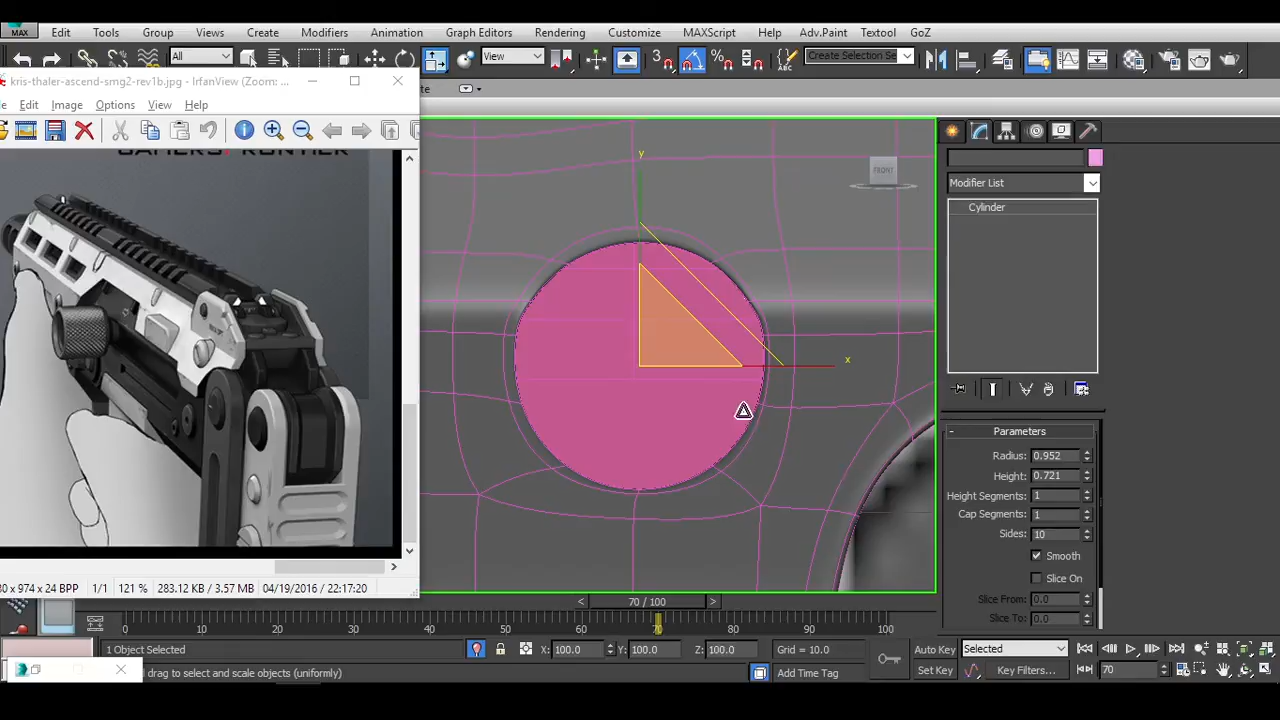 MAX Edit Tools Group Views Create Modifiers Animation Graph Editors Rendering Customize MAXScript Help Adv.Paint Textool GoZ
All View 3 Create Selection Se
kris-thaler-ascend-smg2-rev1b.jpg - IrfanView (Zoom: ...
te
Edit Image Options View Help
y
FRONT
x
Modifier List
Cylinder
Parameters
Radius: 0.952
Height: 0.721
Height Segments: 1
Cap Segments: 1
Sides: 10
Smooth
Slice On
Slice From: 0.0
Slice To: 0.0
80 x 974 x 24 BPP 1/1 121 % 283.12 KB / 3.57 MB 04/19/2016 / 22:17:20
< 70 / 100 >
0 10 20 30 40 50 60 70 80 90 100
1 Object Selected X: 100.0 Y: 100.0 Z: 100.0 Grid = 10.0 Auto Key Selected
drag to select and scale objects (uniformly) Add Time Tag Set Key Key Filters... 70